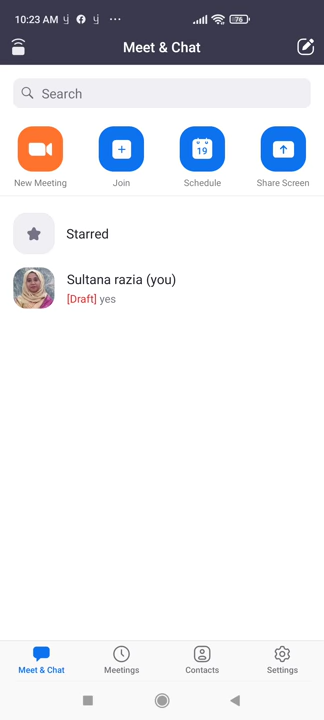 10:23 AM
76
Meet & Chat
Search
19
New Meeting
Join
Schedule
Share Screen
Starred
Sultana razia (you)
[Draft] yes
Meet & Chat
Meetings
Contacts
Settings